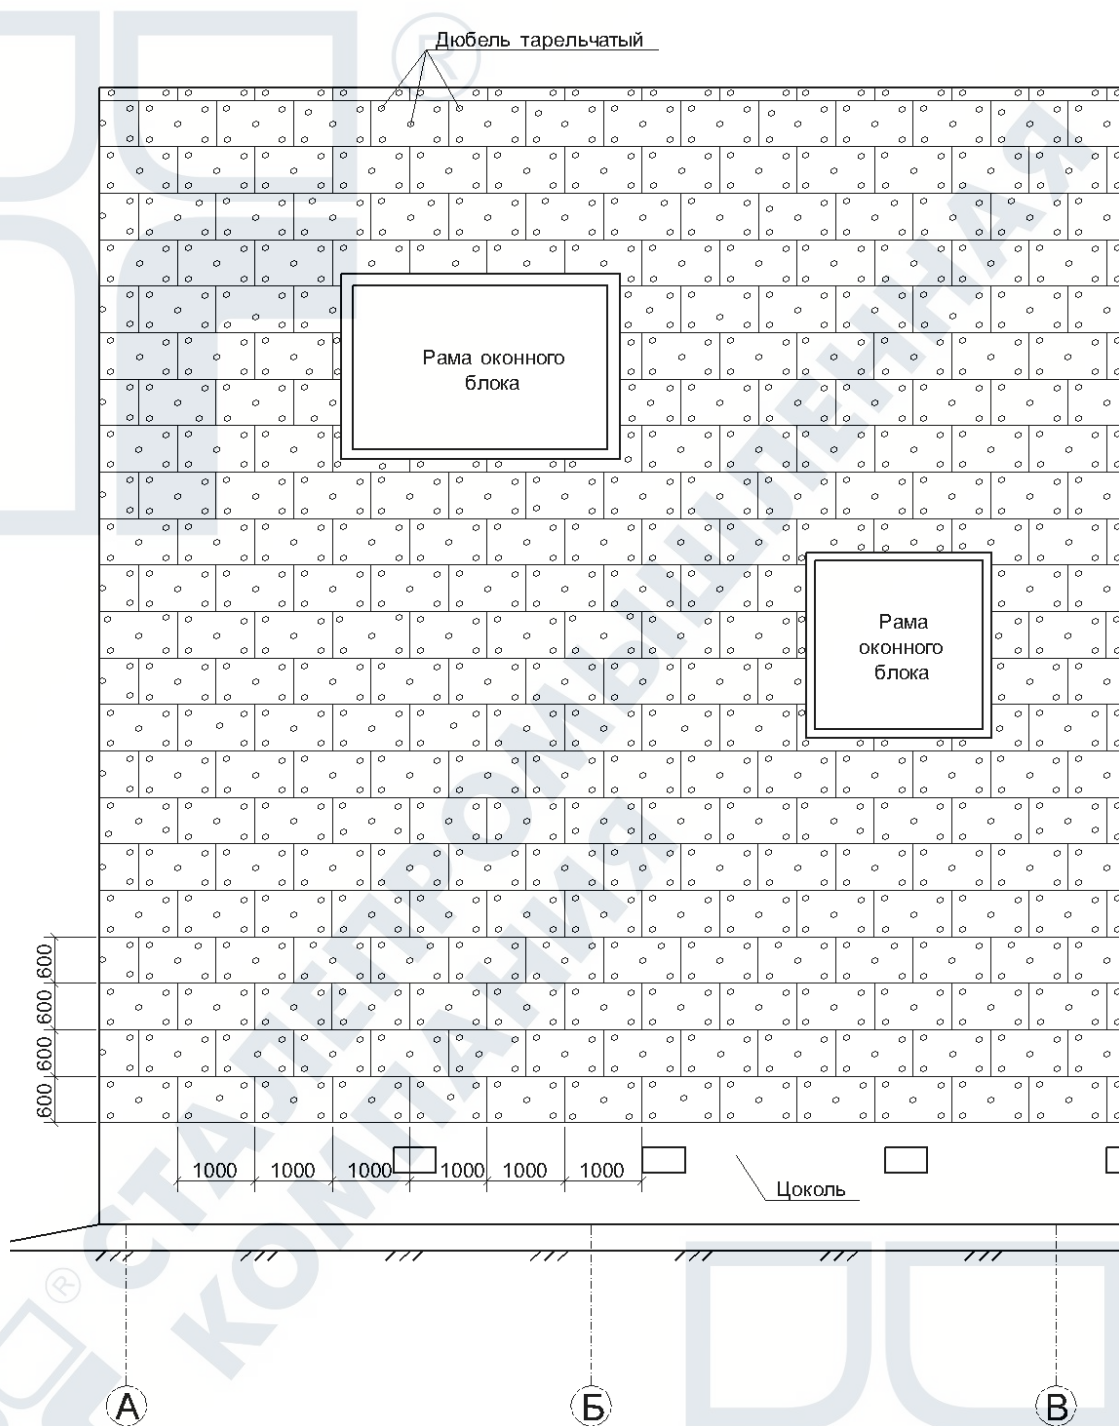 Дюбель тарельчатый
Рама оконного
блока
Рама
оконного
блока
600
600
600
600
1000 1000 1000 1000 1000 1000
Цоколь
А Б В
СТАЛЕПРОМЫШЛЕННАЯ
КОМПАНИЯ
®
®